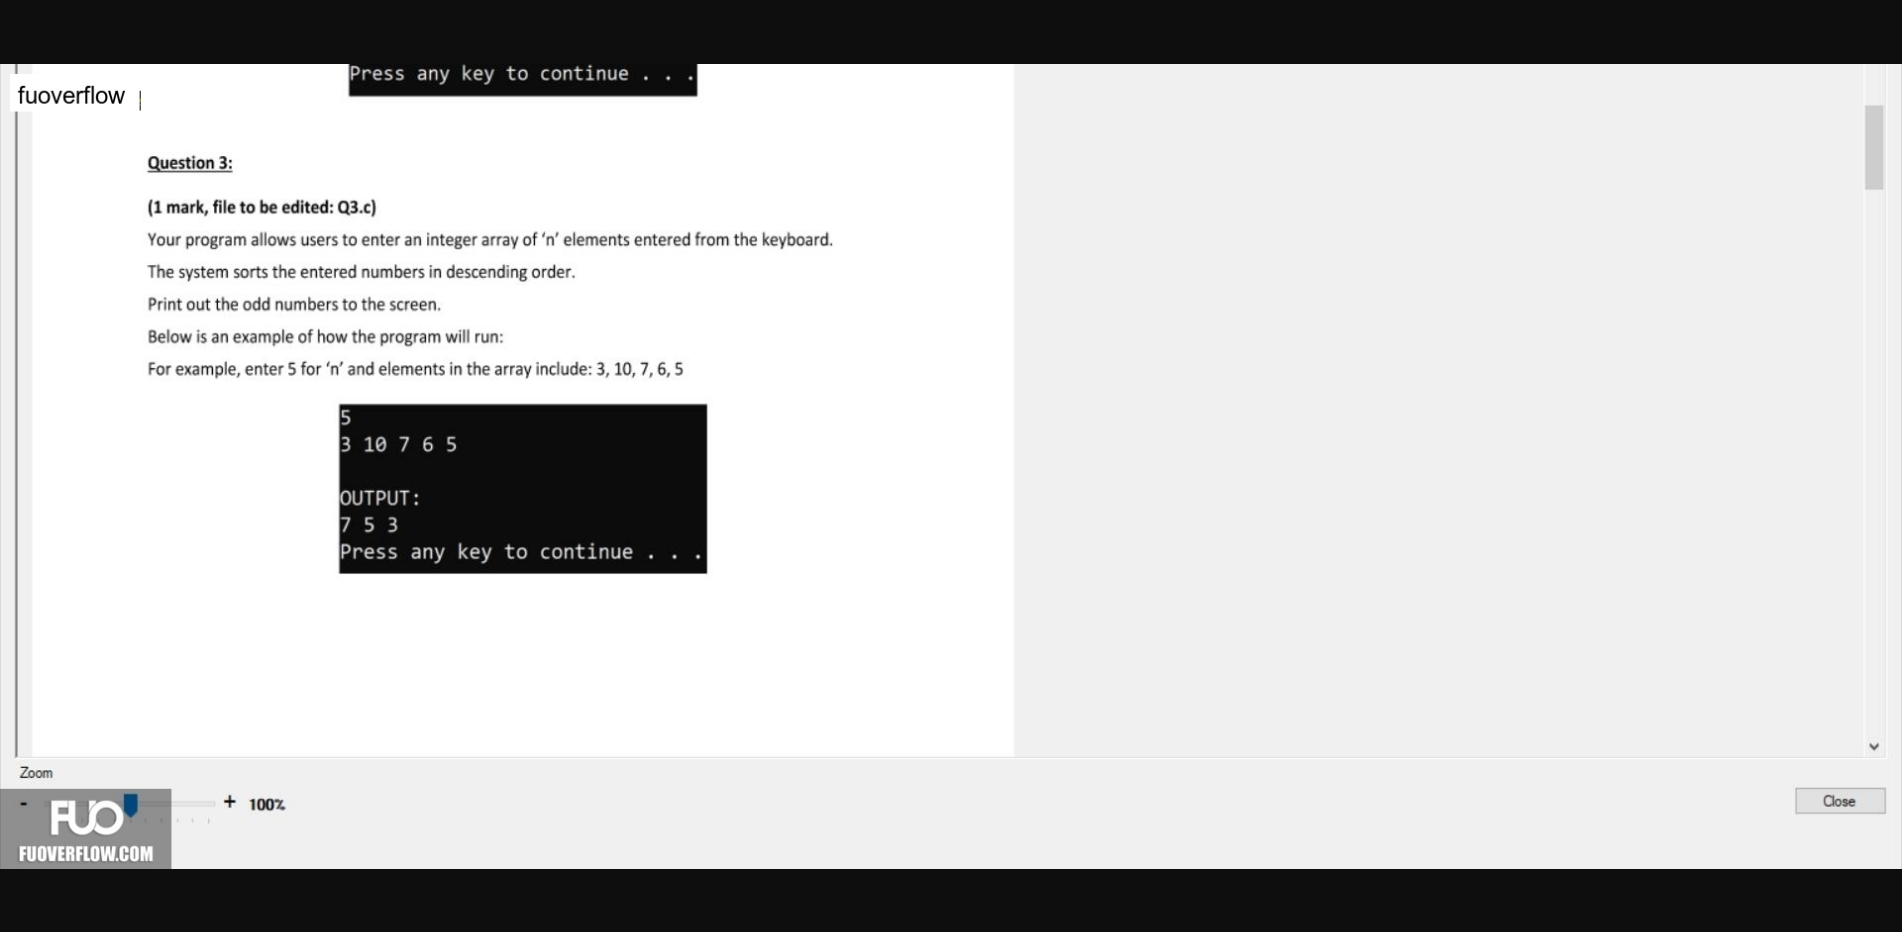 Press any key to continue . . .
fuoverflow
Question 3:
(1 mark, file to be edited: Q3.c)
Your program allows users to enter an integer array of ‘n’ elements entered from the keyboard.
The system sorts the entered numbers in descending order.
Print out the odd numbers to the screen.
Below is an example of how the program will run:
For example, enter 5 for ‘n’ and elements in the array include: 3, 10, 7, 6, 5
5
3 10 7 6 5
OUTPUT:
7 5 3
Press any key to continue . . .
Zoom
- + 100%
Close
FUO
FUOVERFLOW.COM